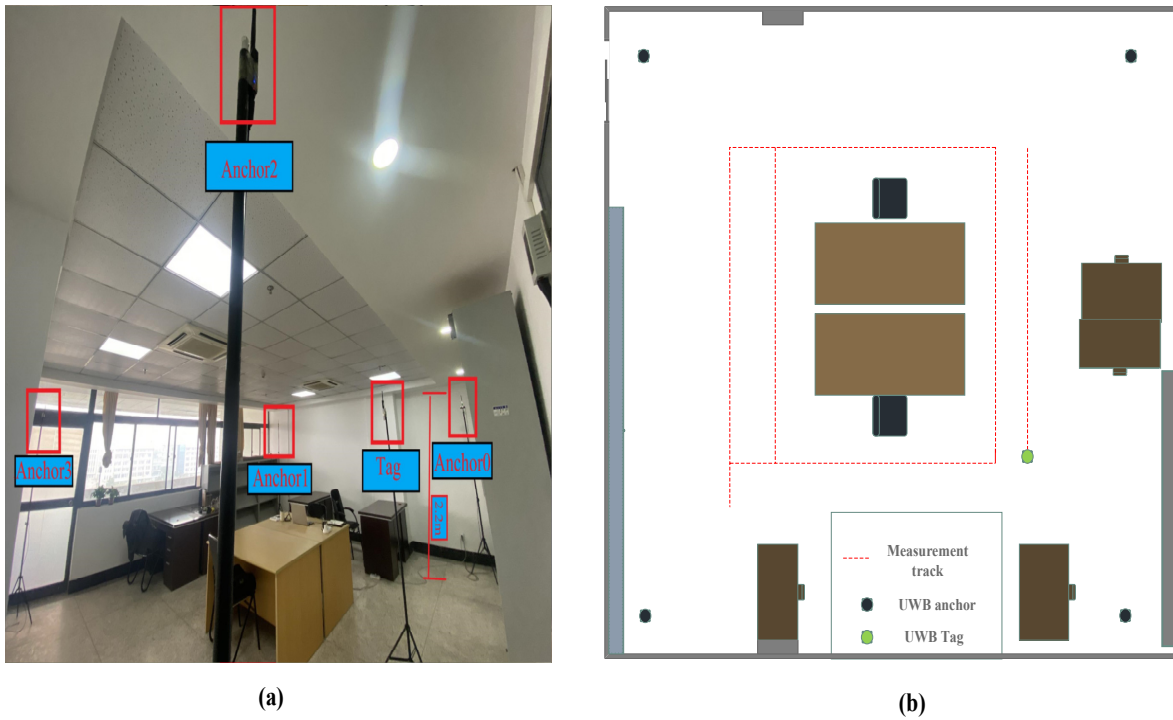 Anchor2
Anchor3
Anchor1
Tag
Anchor0
2.2m
Measurement
track
UWB anchor
UWB Tag
(a)
(b)